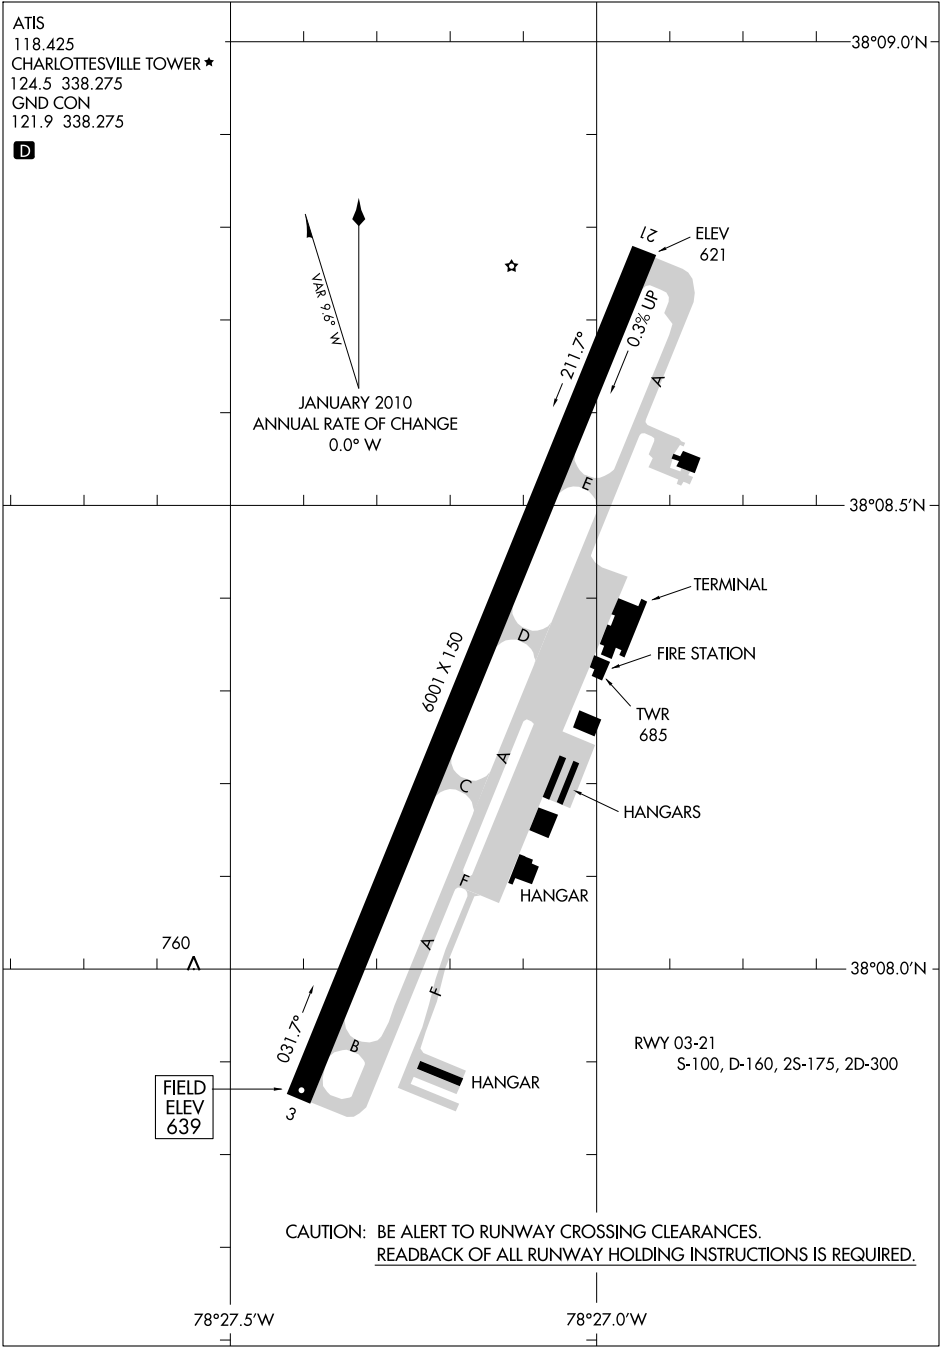 ATIS
118.425
CHARLOTTESVILLE TOWER
124.5 338.275
GND CON
121.9 338.275
D
38°09.0'N
VAR 9.6° W
JANUARY 2010
ANNUAL RATE OF CHANGE
0.0° W
21
ELEV
621
0.3% UP
211.7°
A
E
38°08.5'N
TERMINAL
D
FIRE STATION
6001 X 150
TWR
685
A
C
HANGARS
F
HANGAR
760
A
38°08.0'N
F
031.7°
B
RWY 03-21
S-100, D-160, 2S-175, 2D-300
HANGAR
FIELD
ELEV
639
3
CAUTION: BE ALERT TO RUNWAY CROSSING CLEARANCES.
READBACK OF ALL RUNWAY HOLDING INSTRUCTIONS IS REQUIRED.
78°27.5'W
78°27.0'W